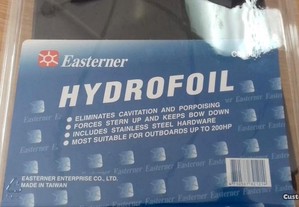 Easterner
HYDROFOIL
• ELIMINATES CAVITATION AND PORPOISING
• FORCES STERN UP AND KEEPS BOW DOWN
• INCLUDES STAINLESS STEEL HARDWARE
• MOST SUITABLE FOR OUTBOARDS UP TO 200HP
EASTERNER ENTERPRISE CO., LTD.
MADE IN TAIWAN